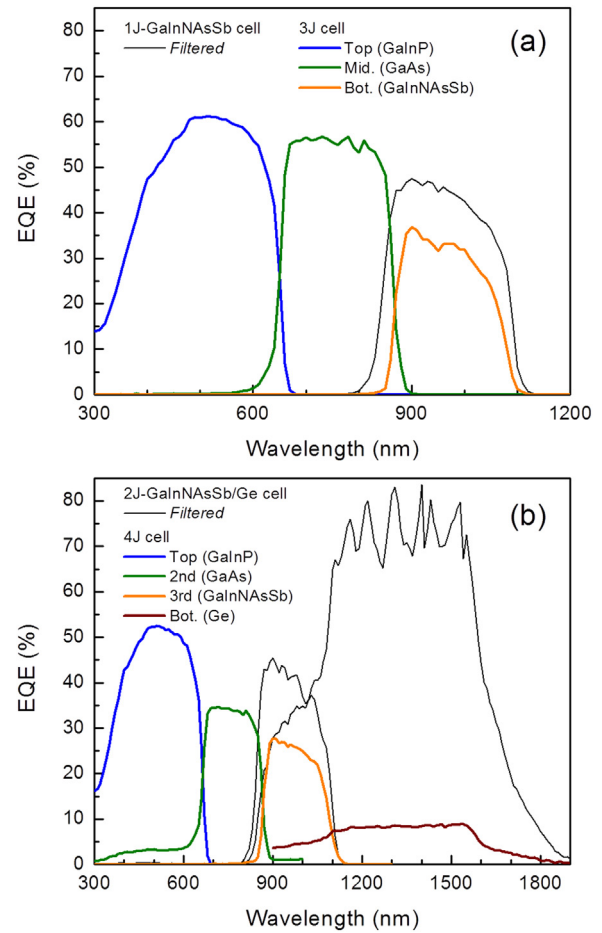 1J-GaInNAsSb cell
Filtered
3J cell
Top (GaInP)
Mid. (GaAs)
Bot. (GaInNAsSb)
(a)
EQE (%)
80
70
60
50
40
30
20
10
0
300
600
900
1200
Wavelength (nm)
2J-GaInNAsSb/Ge cell
Filtered
4J cell
Top (GaInP)
2nd (GaAs)
3rd (GaInNAsSb)
Bot. (Ge)
(b)
EQE (%)
80
70
60
50
40
30
20
10
0
300
600
900
1200
1500
1800
Wavelength (nm)